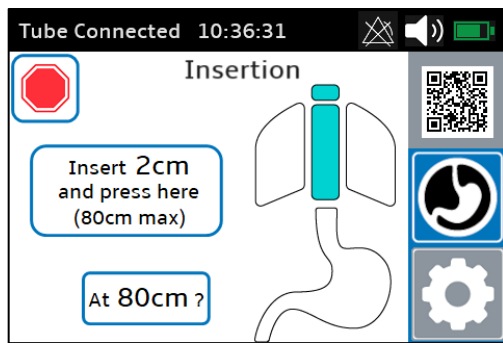 Tube Connected 10:36:31
Insertion
Insert 2cm
and press here
(80cm max)
At 80cm ?